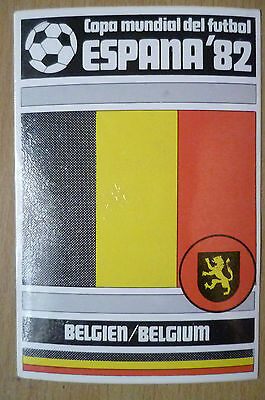 Copa mundial del futbol
ESPANA '82
BELGIEN/BELGIUM